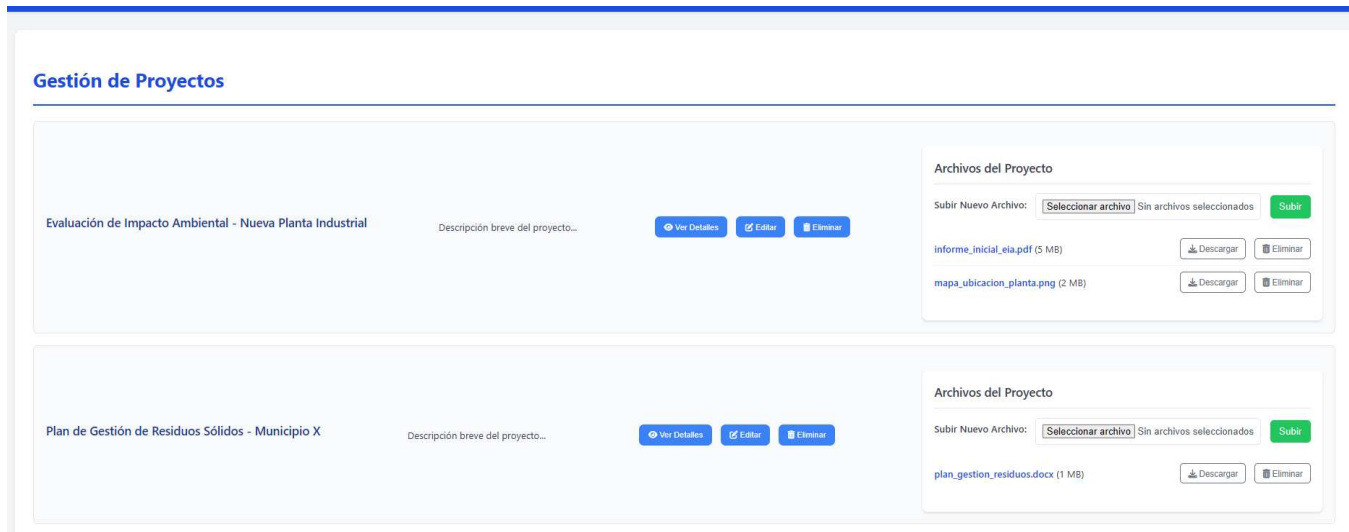 Gestión de Proyectos
Evaluación de Impacto Ambiental - Nueva Planta Industrial
Descripción breve del proyecto...
Ver Detalles
Editar
Eliminar
Archivos del Proyecto
Subir Nuevo Archivo: Seleccionar archivo Sin archivos seleccionados Subir
informe_inicial_eia.pdf (5 MB) Descargar Eliminar
mapa_ubicacion_planta.png (2 MB) Descargar Eliminar
Plan de Gestión de Residuos Sólidos - Municipio X
Descripción breve del proyecto...
Ver Detalles
Editar
Eliminar
Archivos del Proyecto
Subir Nuevo Archivo: Seleccionar archivo Sin archivos seleccionados Subir
plan_gestion_residuos.docx (1 MB) Descargar Eliminar